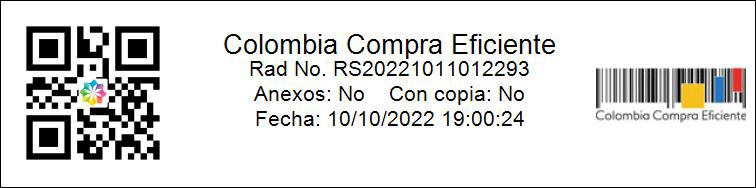 Colombia Compra Eficiente
Rad No. RS20221011012293
Anexos: No    Con copia: No
Fecha: 10/10/2022 19:00:24
Colombia Compra Eficiente